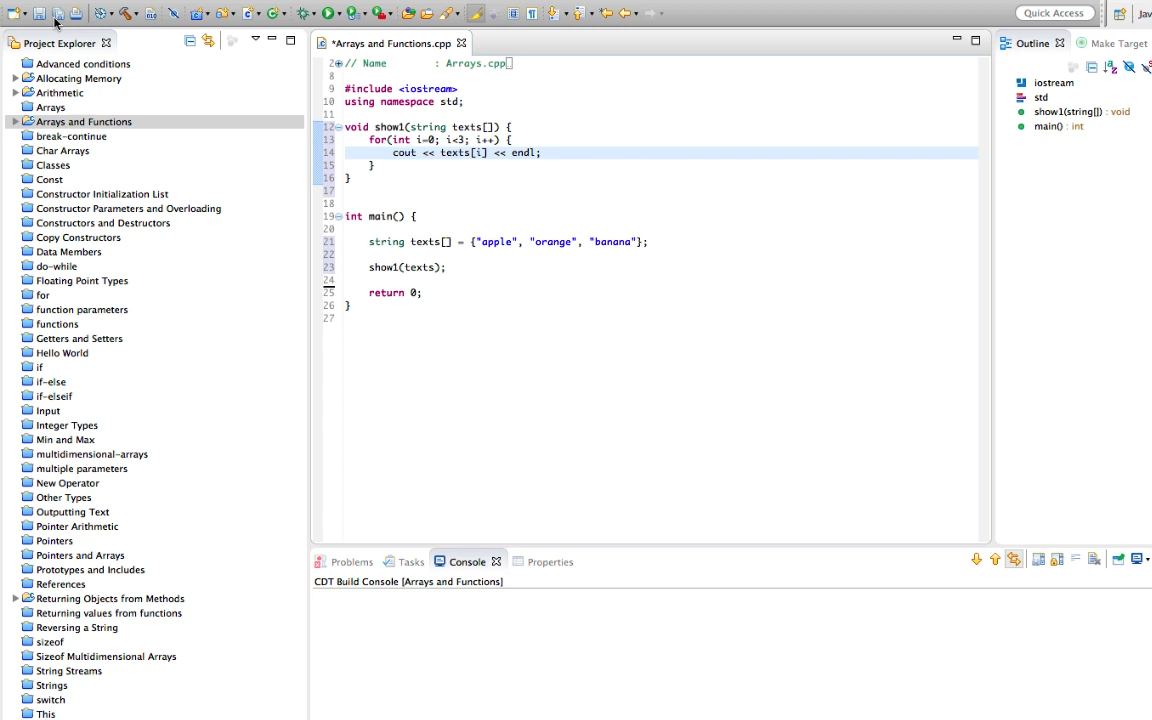 Quick Access
Jav
Project Explorer
*Arrays and Functions.cpp
Outline
Make Target
Advanced conditions
Allocating Memory
Arithmetic
Arrays
Arrays and Functions
break-continue
Char Arrays
Classes
Const
Constructor Initialization List
Constructor Parameters and Overloading
Constructors and Destructors
Copy Constructors
Data Members
do-while
Floating Point Types
for
function parameters
functions
Getters and Setters
Hello World
if
if-else
if-elseif
Input
Integer Types
Min and Max
multidimensional-arrays
multiple parameters
New Operator
Other Types
Outputting Text
Pointer Arithmetic
Pointers
Pointers and Arrays
Prototypes and Includes
References
Returning Objects from Methods
Returning values from functions
Reversing a String
sizeof
Sizeof Multidimensional Arrays
String Streams
Strings
switch
This
2 // Name : Arrays.cpp
8
9 #include <iostream>
10 using namespace std;
11
12 void show1(string texts[]) {
13 for(int i=0; i<3; i++) {
14 cout << texts[i] << endl;
15 }
16 }
17
18
19 int main() {
20
21 string texts[] = {"apple", "orange", "banana"};
22
23 show1(texts);
24
25 return 0;
26 }
27
iostream
std
show1(string[]) : void
main() : int
Problems
Tasks
Console
Properties
CDT Build Console [Arrays and Functions]